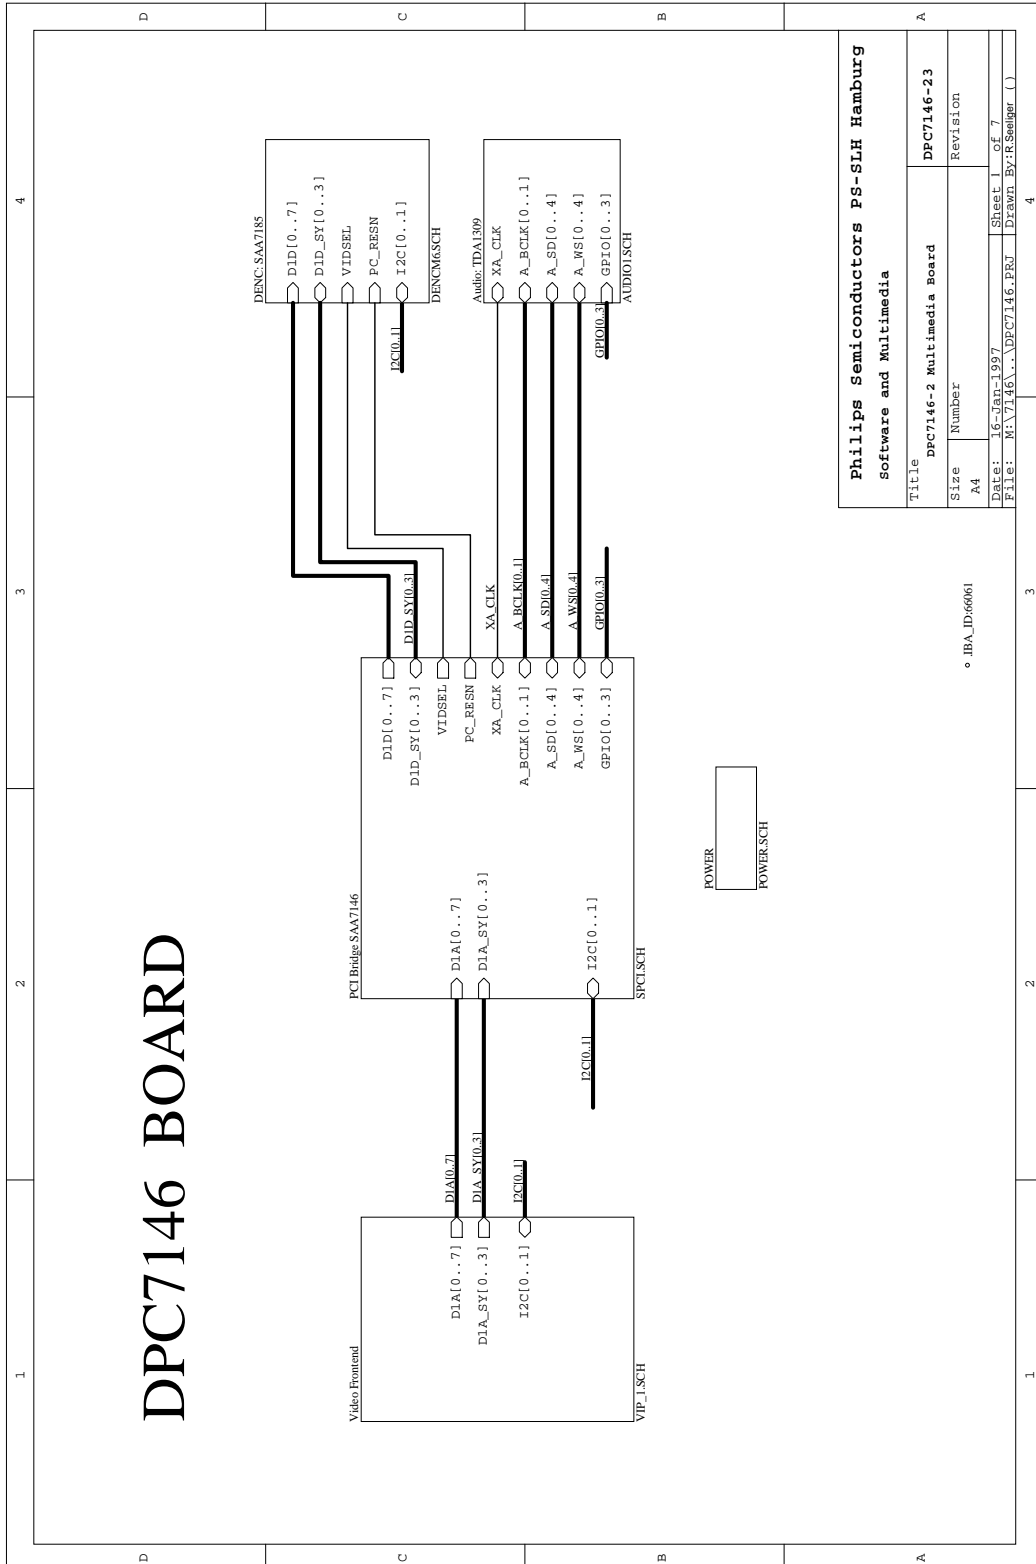 1
2
3
4
D
C
B
A
DPC7146 BOARD
Video Frontend
D1A[0..7]
D1A_SY[0..3]
I2C[0..1]
VIP_1.SCH
D1A[0..7]
D1A_SY[0..3]
I2C[0..1]
I2C[0..1]
PCI Bridge SAA7146
D1A[0..7]
D1A_SY[0..3]
I2C[0..1]
D1D[0..7]
D1D_SY[0..3]
VIDSEL
PC_RESN
XA_CLK
A_BCLK[0..1]
A_SD[0..4]
A_WS[0..4]
GPIO[0..3]
SPCI.SCH
D1D_SY[0..3]
XA_CLK
A_BCLK[0..1]
A_SD[0..4]
A_WS[0..4]
GPIO[0..3]
DENC: SAA7185
D1D[0..7]
D1D_SY[0..3]
VIDSEL
PC_RESN
I2C[0..1]
DENCM6.SCH
I2C[0..1]
Audio: TDA1309
XA_CLK
A_BCLK[0..1]
A_SD[0..4]
A_WS[0..4]
GPIO[0..3]
AUDIO1.SCH
GPIO[0..3]
POWER
POWER.SCH
.IBA_ID:66061
Philips Semiconductors PS-SLH Hamburg
Software and Multimedia
Title
DPC7146-2 Multimedia Board
DPC7146-23
Size
Number
Revision
A4
Date: 16-Jan-1997
Sheet 1 of 7
File: M:\7146\..\DPC7146.PRJ
Drawn By:R.Seeliger ( )
1
2
3
4
D
C
B
A